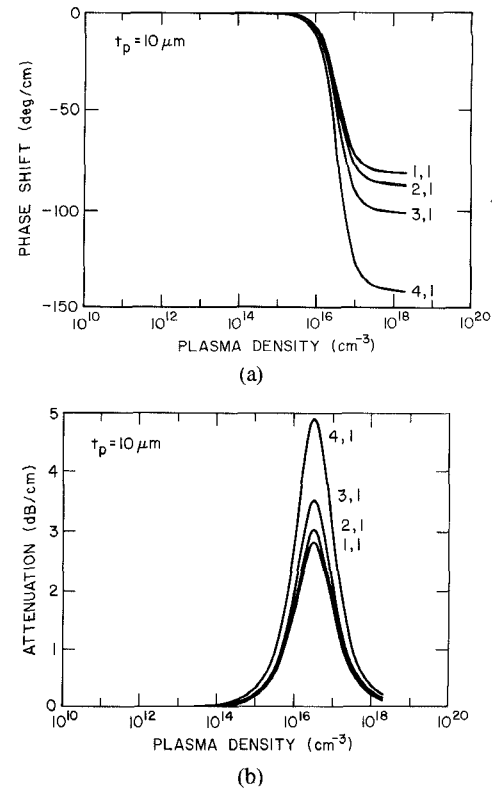 0
t_p = 10 μm
-50
PHASE SHIFT (deg/cm)
1,1
2,1
-100
3,1
4,1
-150
10^10 10^12 10^14 10^16 10^18 10^20
PLASMA DENSITY (cm^-3)
(a)
5
t_p = 10 μm
4,1
4
3,1
3
2,1
1,1
ATTENUATION (dB/cm)
2
1
0
10^10 10^12 10^14 10^16 10^18 10^20
PLASMA DENSITY (cm^-3)
(b)